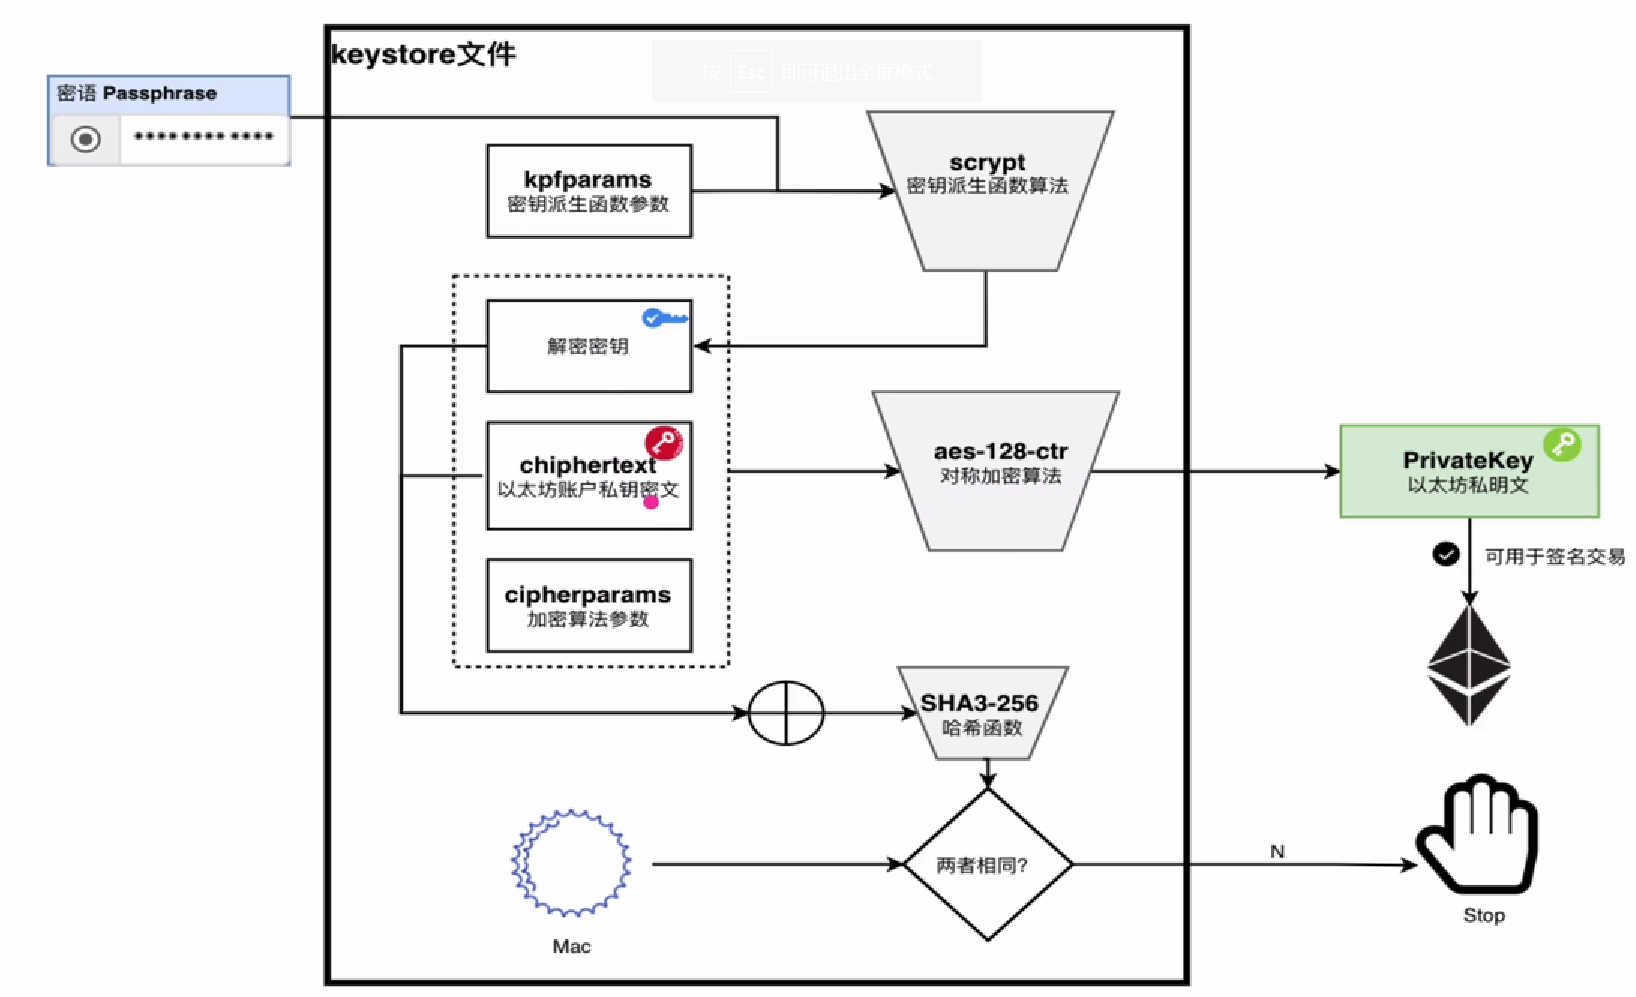 keystore文件
按 Esc 即可退出全屏模式
密语 Passphrase
kpfparams
密钥派生函数参数
scrypt
密钥派生函数算法
解密密钥
chiphertext
以太坊账户私钥密文
aes-128-ctr
对称加密算法
PrivateKey
以太坊私明文
可用于签名交易
cipherparams
加密算法参数
SHA3-256
哈希函数
两者相同?
N
Mac
Stop